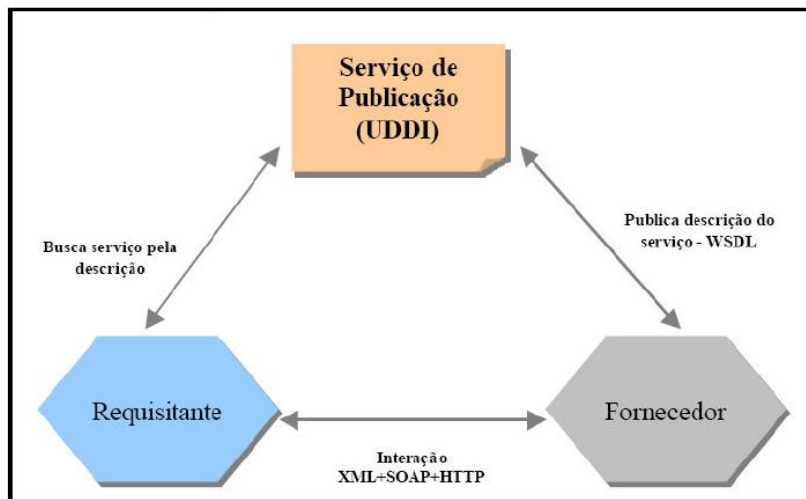 Serviço de
Publicação
(UDDI)
Busca serviço pela
descrição
Publica descrição do
serviço - WSDL
Requisitante
Fornecedor
Interação
XML+SOAP+HTTP